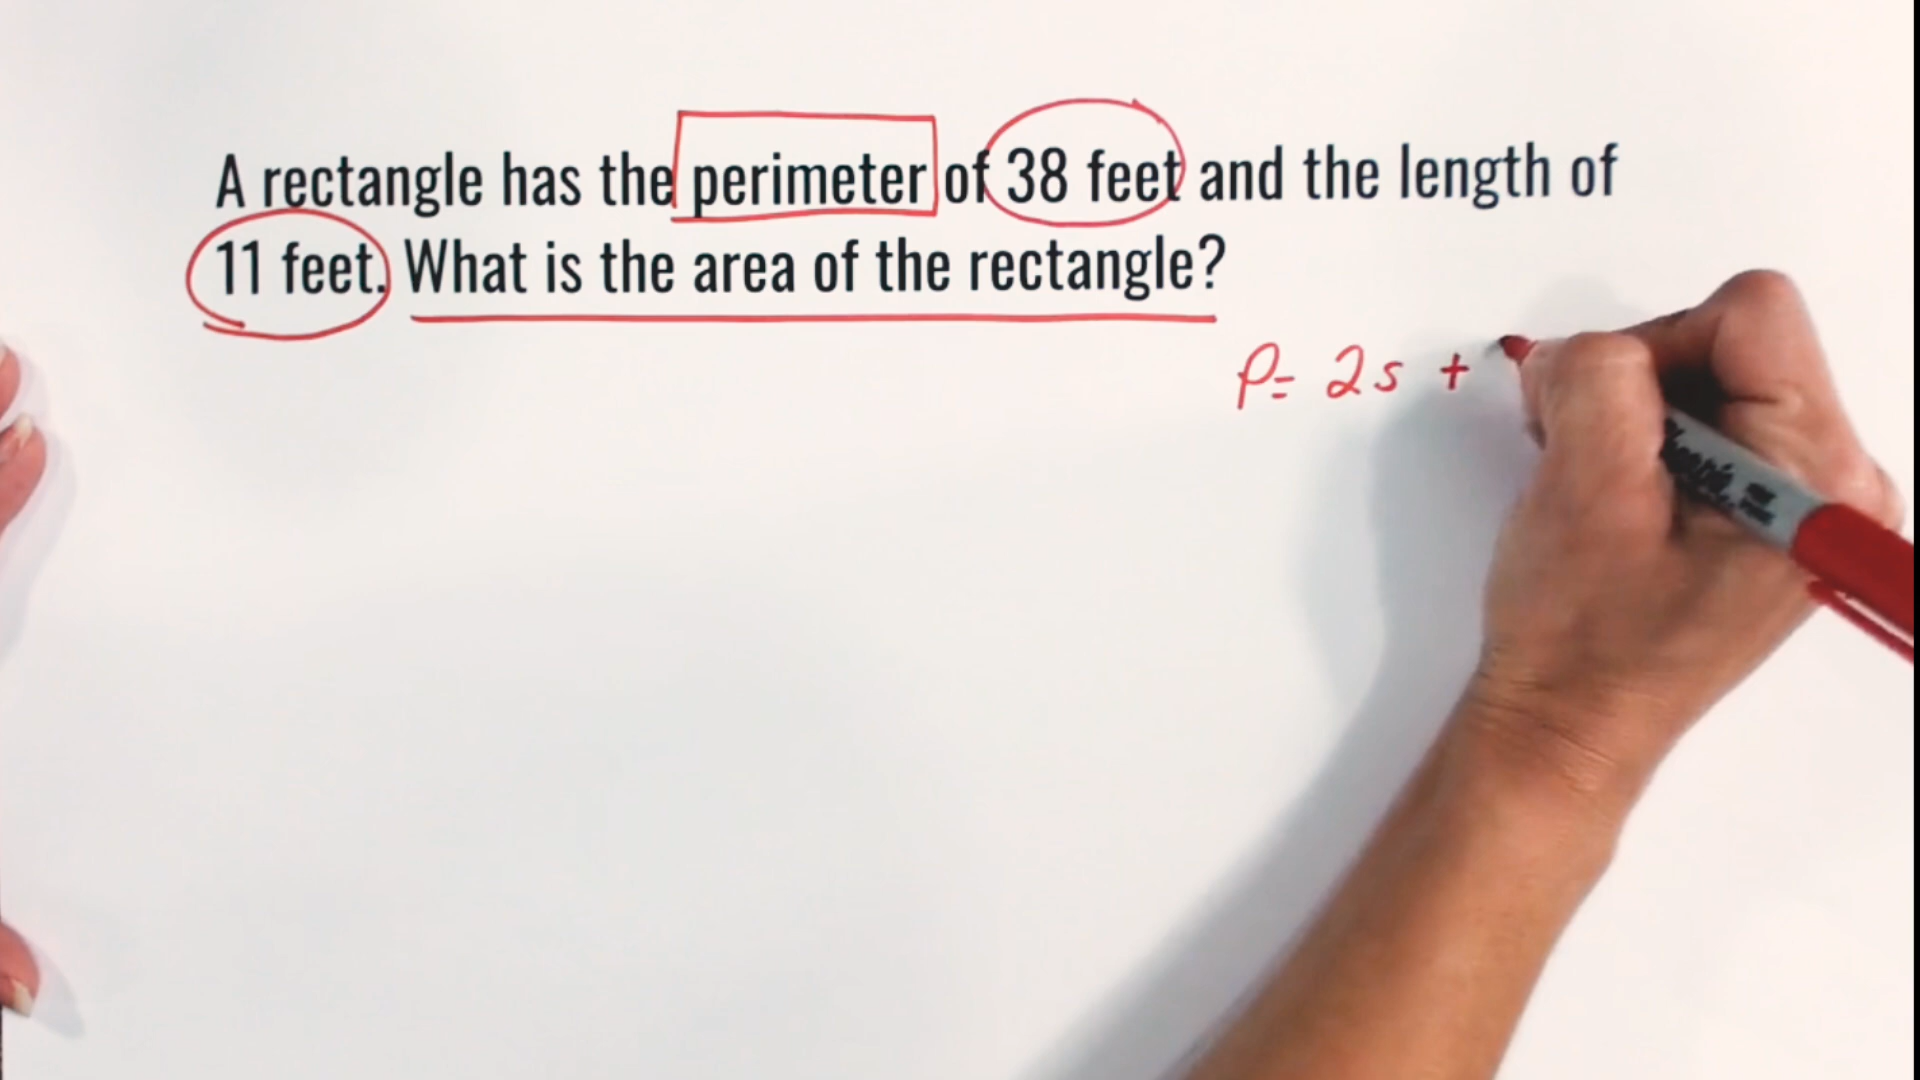 A rectangle has the perimeter of 38 feet and the length of
11 feet. What is the area of the rectangle?
P= 2s +
Sharpie